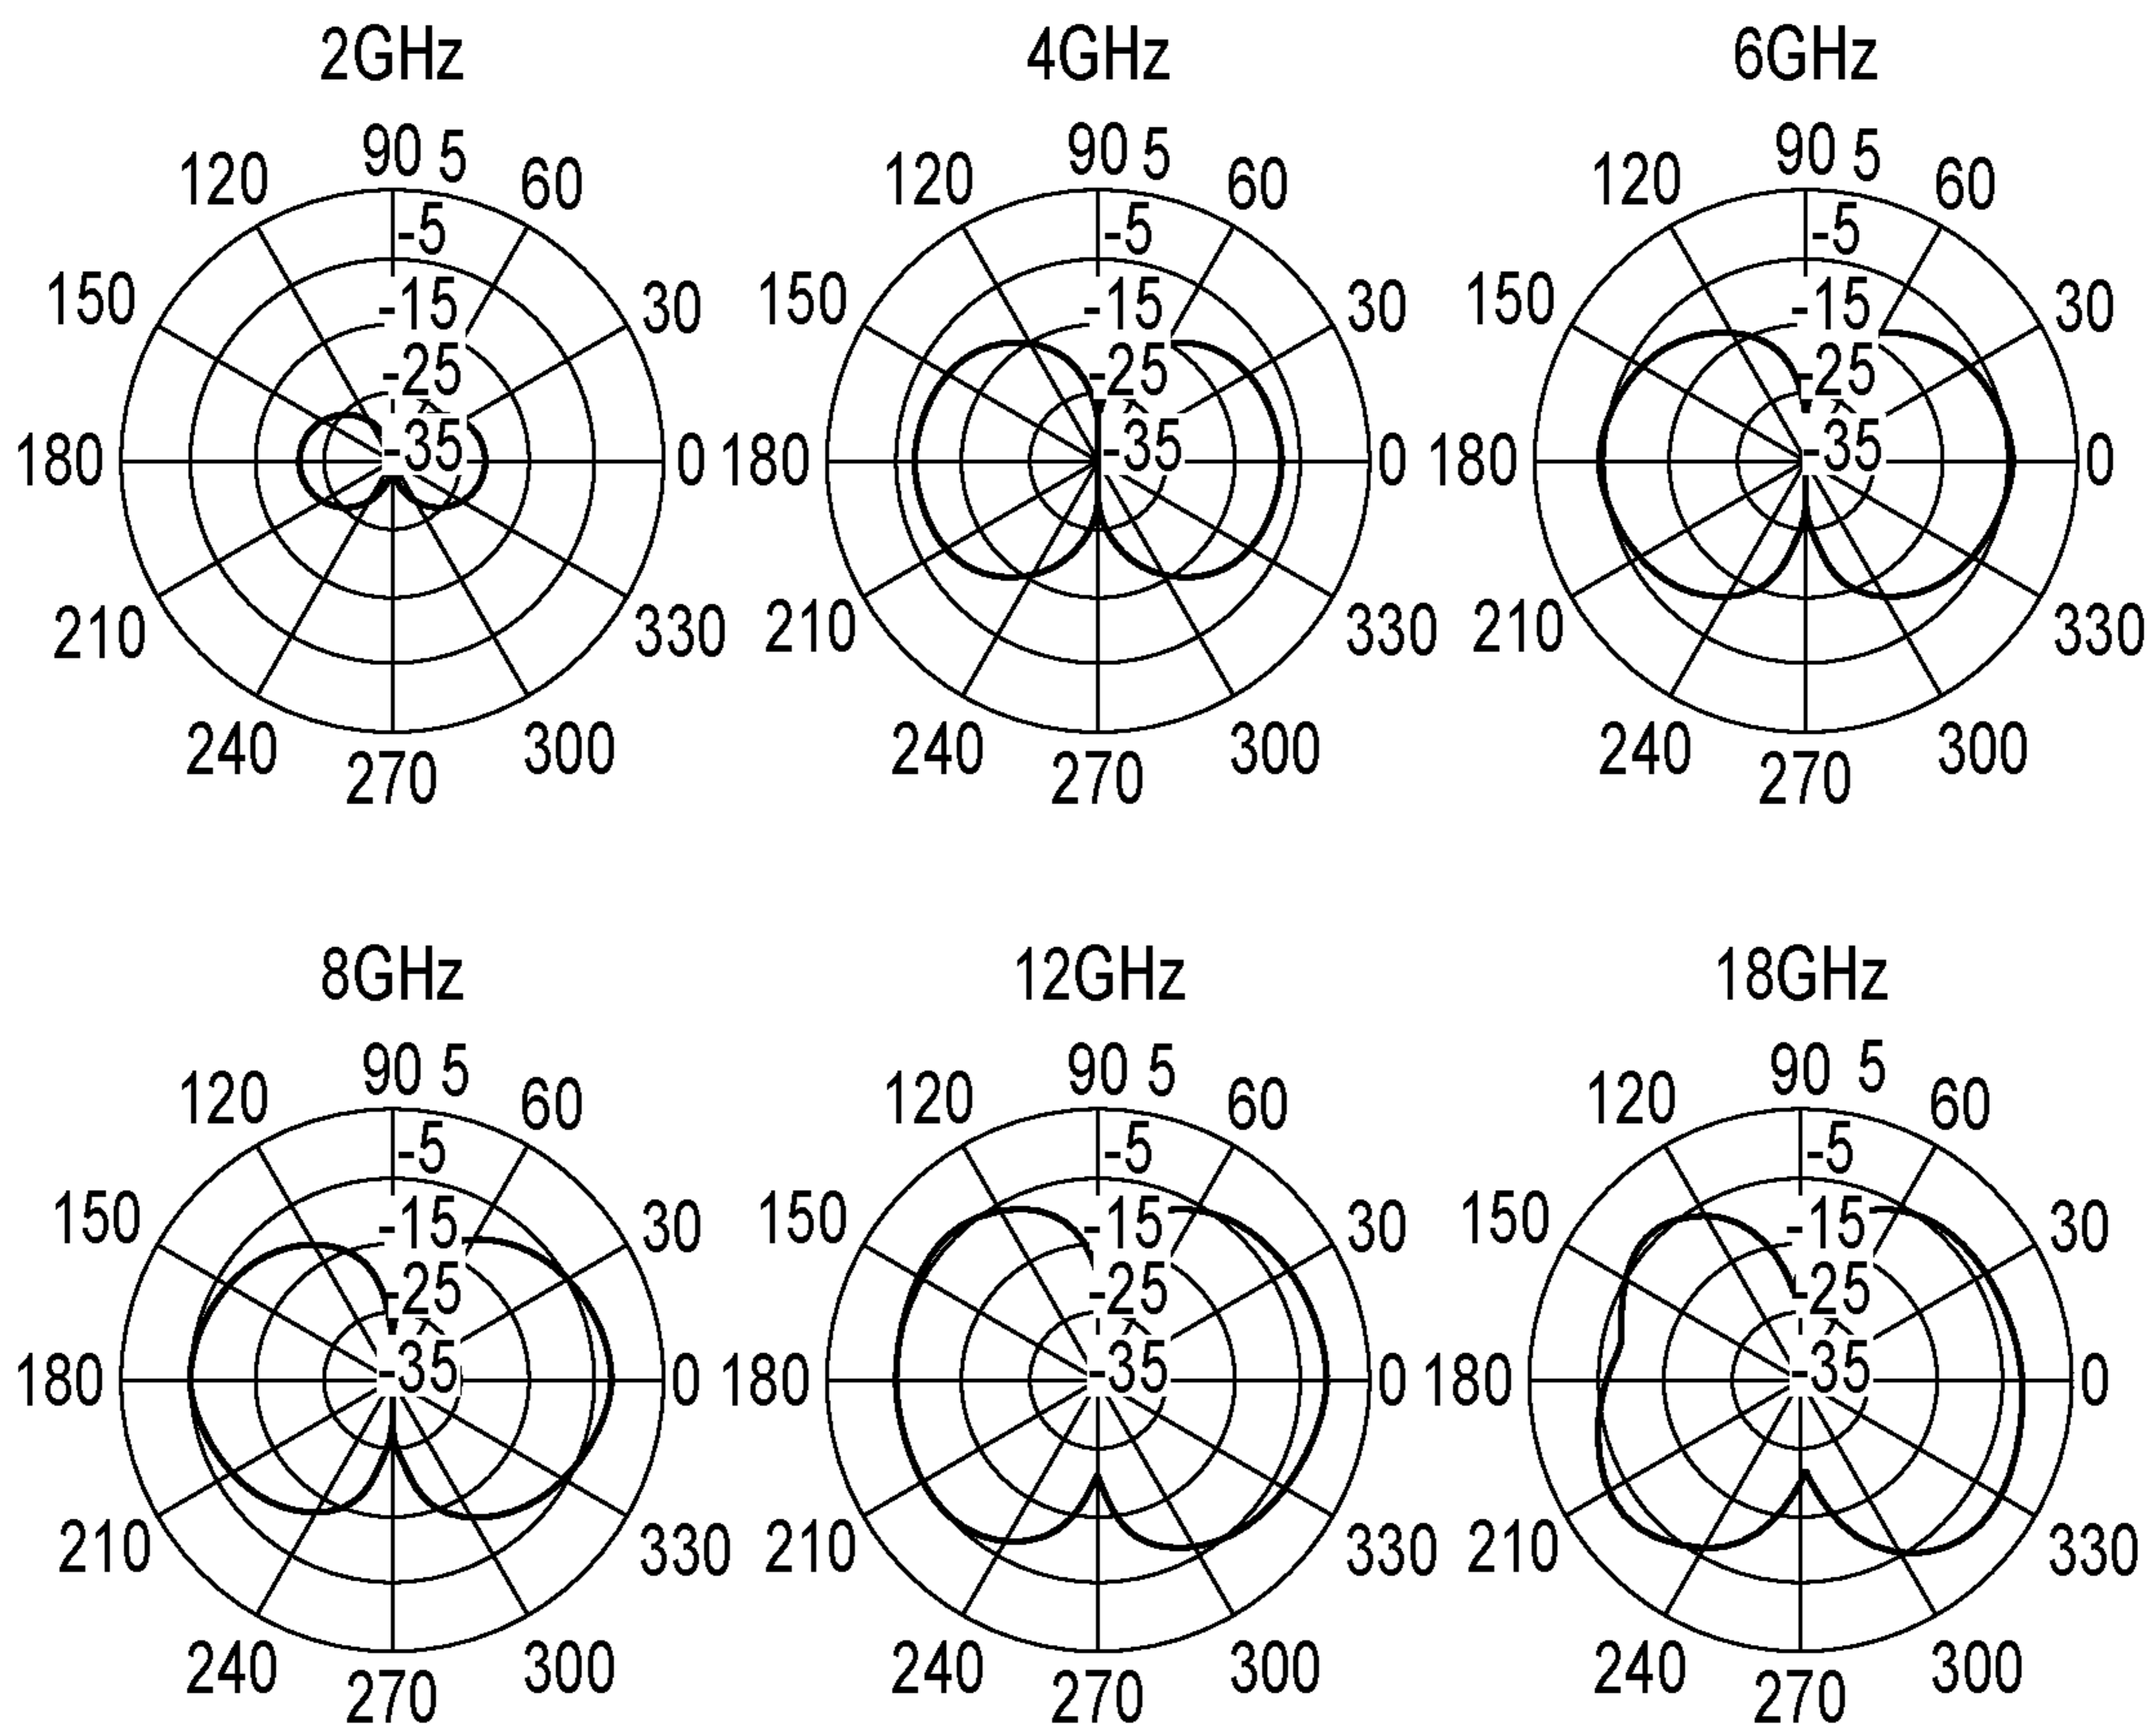 2GHz 4GHz 6GHz
90 5 90 5 90 5
120 60 120 60 120 60
-5 -5 -5
150 -15 30 150 -15 30 150 -15 30
-25 -25 -25
180 -35 0 180 -35 0 180 -35 0
210 330 210 330 210 330
240 300 240 300 240 300
270 270 270
8GHz 12GHz 18GHz
90 5 90 5 90 5
120 60 120 60 120 60
-5 -5 -5
150 -15 30 150 -15 30 150 -15 30
-25 -25 -25
180 -35 0 180 -35 0 180 -35 0
210 330 210 330 210 330
240 300 240 300 240 300
270 270 270